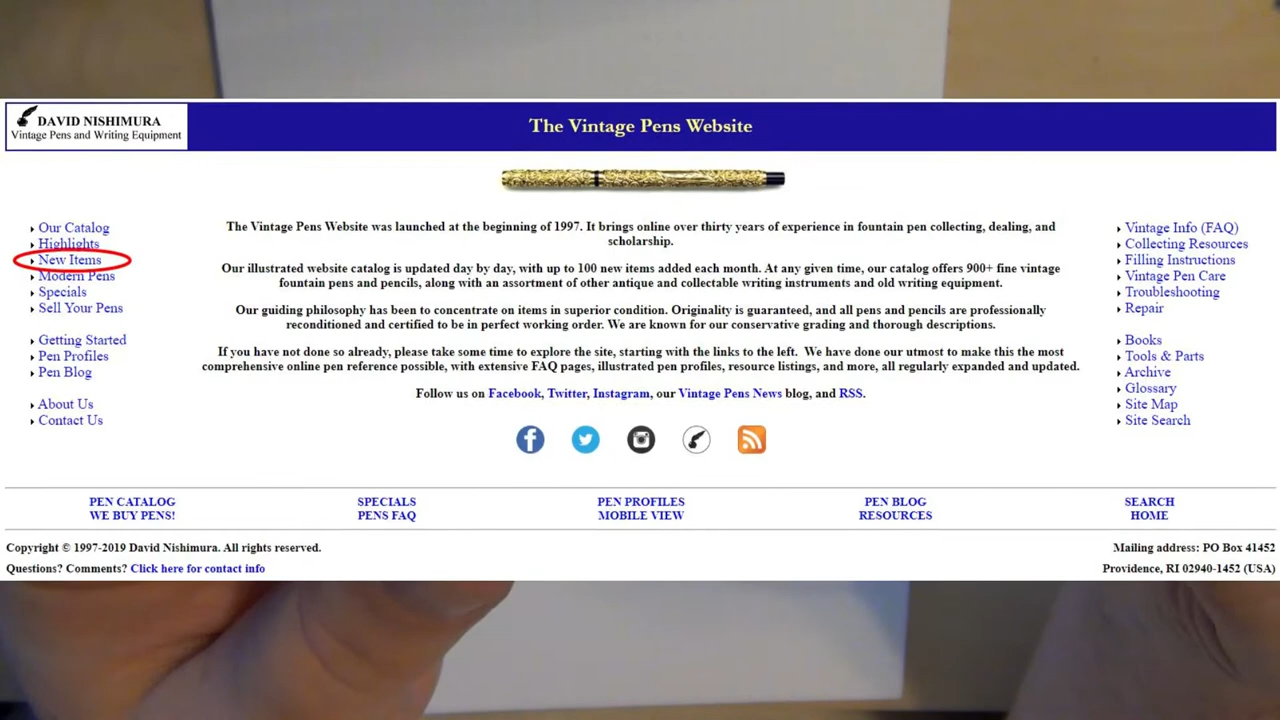 DAVID NISHIMURA
Vintage Pens and Writing Equipment
The Vintage Pens Website
Our Catalog
Highlights
New Items
Modern Pens
Specials
Sell Your Pens
Getting Started
Pen Profiles
Pen Blog
About Us
Contact Us
The Vintage Pens Website was launched at the beginning of 1997. It brings online over thirty years of experience in fountain pen collecting, dealing, and
scholarship.
Our illustrated website catalog is updated day by day, with up to 100 new items added each month. At any given time, our catalog offers 900+ fine vintage
fountain pens and pencils, along with an assortment of other antique and collectable writing instruments and old writing equipment.
Our guiding philosophy has been to concentrate on items in superior condition. Originality is guaranteed, and all pens and pencils are professionally
reconditioned and certified to be in perfect working order. We are known for our conservative grading and thorough descriptions.
If you have not done so already, please take some time to explore the site, starting with the links to the left. We have done our utmost to make this the most
comprehensive online pen reference possible, with extensive FAQ pages, illustrated pen profiles, resource listings, and more, all regularly expanded and updated.
Follow us on Facebook, Twitter, Instagram, our Vintage Pens News blog, and RSS.
Vintage Info (FAQ)
Collecting Resources
Filling Instructions
Vintage Pen Care
Troubleshooting
Repair
Books
Tools & Parts
Archive
Glossary
Site Map
Site Search
PEN CATALOG SPECIALS PEN PROFILES PEN BLOG SEARCH
WE BUY PENS! PENS FAQ MOBILE VIEW RESOURCES HOME
Copyright © 1997-2019 David Nishimura. All rights reserved. Mailing address: PO Box 41452
Questions? Comments? Click here for contact info Providence, RI 02940-1452 (USA)